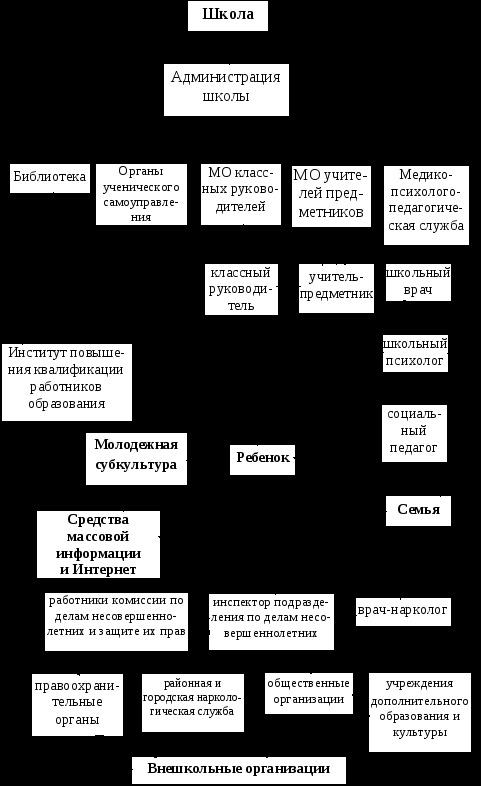 Школа
Администрация
школы
Библиотека
Органы
ученического
самоуправле-
ния
МО класс-
ных руково-
дителей
МО учите-
лей пред-
метников
Медико-
психолого-
педагогиче-
ская служба
классный
руководи-
тель
учитель-
предметник
школьный
врач
школьный
психолог
Институт повыше-
ния квалификации
работников
образования
социаль-
ный
педагог
Молодежная
субкультура
Ребенок
Семья
Средства
массовой
информации
и Интернет
работники комиссии по
делам несовершенно-
летних и защите их прав
инспектор подразде-
ления по делам несо-
вершеннолетних
врач-нарколог
правоохрани-
тельные
органы
районная и
городская нарколо-
гическая служба
общественные
организации
учреждения
дополнительного
образования и
культуры
Внешкольные организации